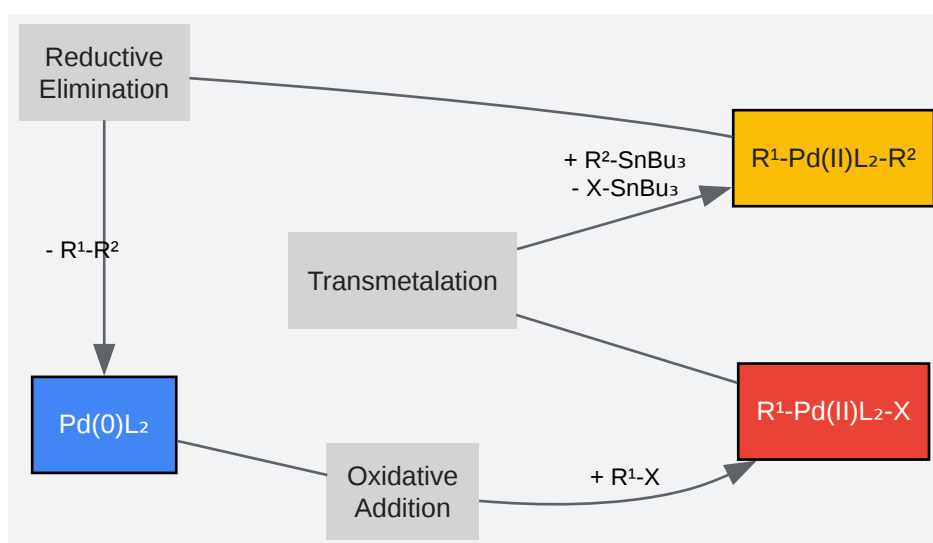 Reductive
Elimination
R¹-Pd(II)L₂-R²
+ R²-SnBu₃
- X-SnBu₃
- R¹-R²
Transmetalation
Pd(0)L₂
R¹-Pd(II)L₂-X
Oxidative
Addition
+ R¹-X